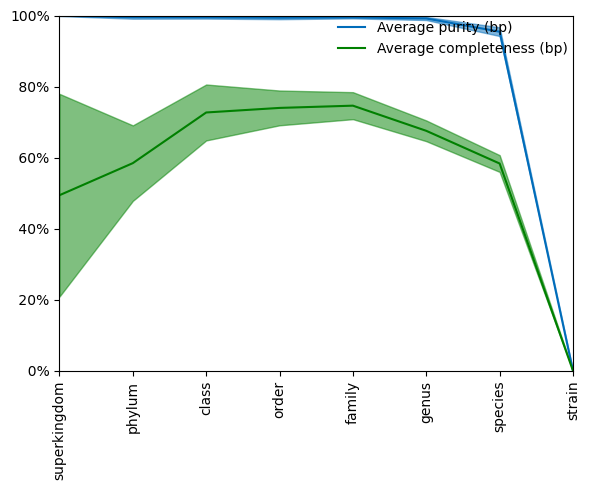 100%
80%
60%
40%
20%
0%
Average purity (bp)
Average completeness (bp)
superkingdom
phylum
class
order
family
genus
species
strain